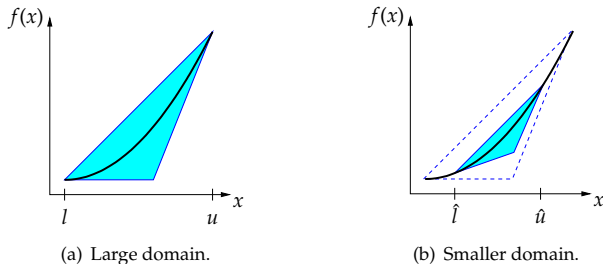 f(x)
x
l
u
(a) Large domain.
f(x)
x
l̂
û
(b) Smaller domain.